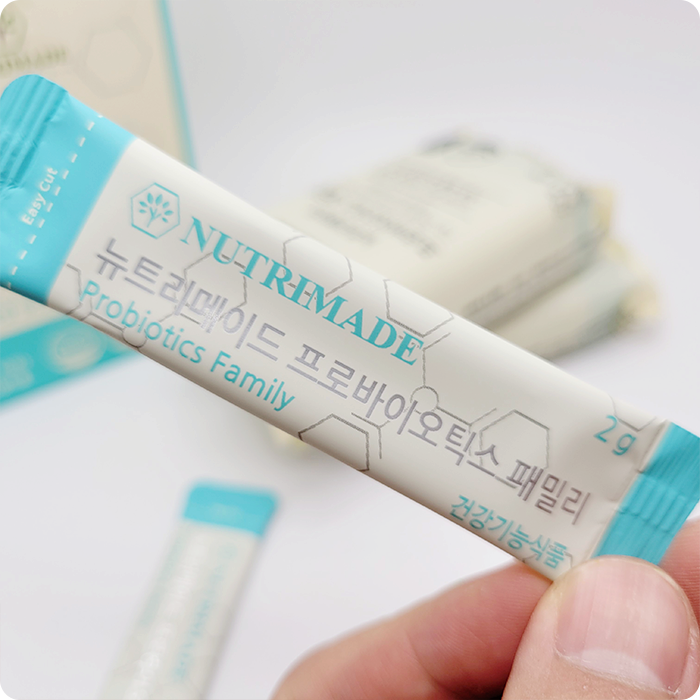 Easy Cut
NUTRIMADE
뉴트리메이드 프로바이오틱스 패밀리
Probiotics Family
2g
건강기능식품